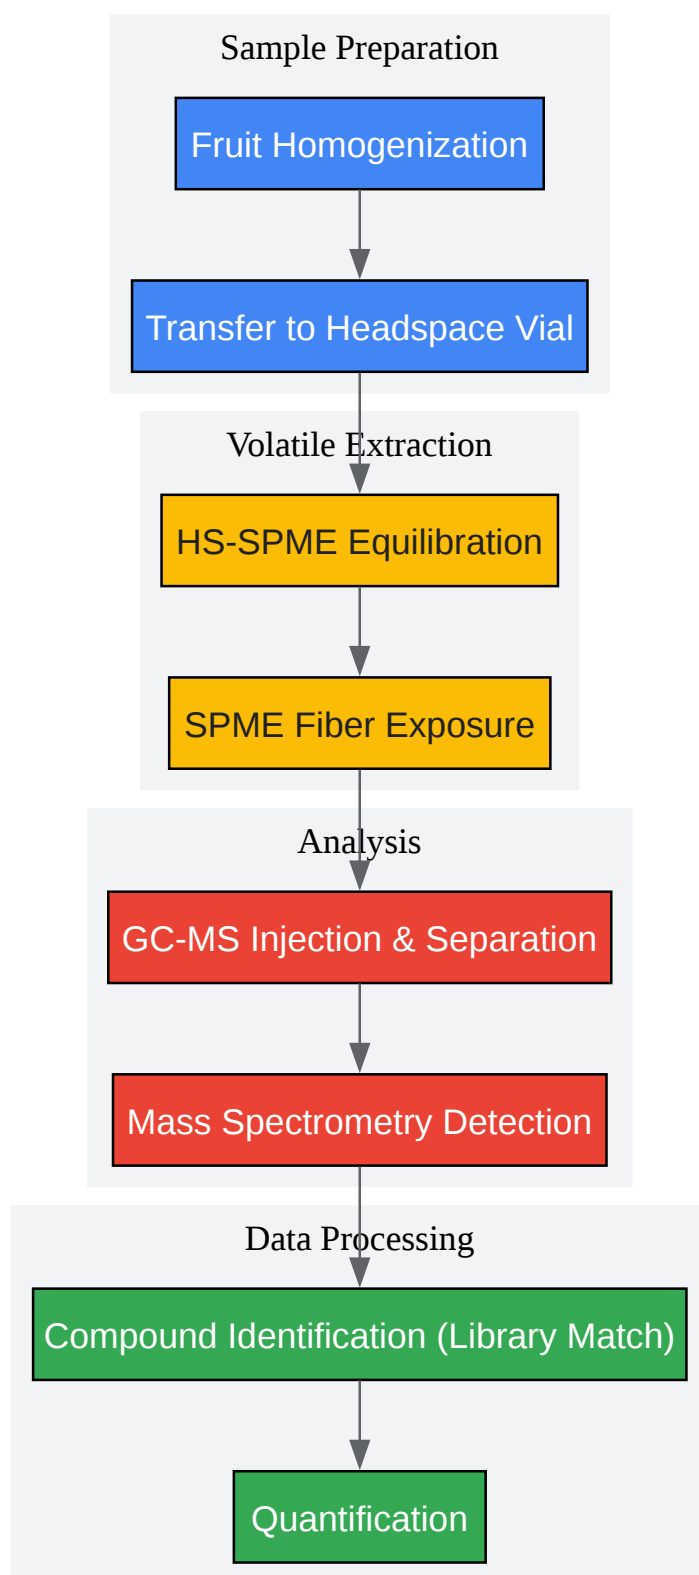 Sample Preparation
Fruit Homogenization
Transfer to Headspace Vial
Volatile Extraction
HS-SPME Equilibration
SPME Fiber Exposure
Analysis
GC-MS Injection & Separation
Mass Spectrometry Detection
Data Processing
Compound Identification (Library Match)
Quantification